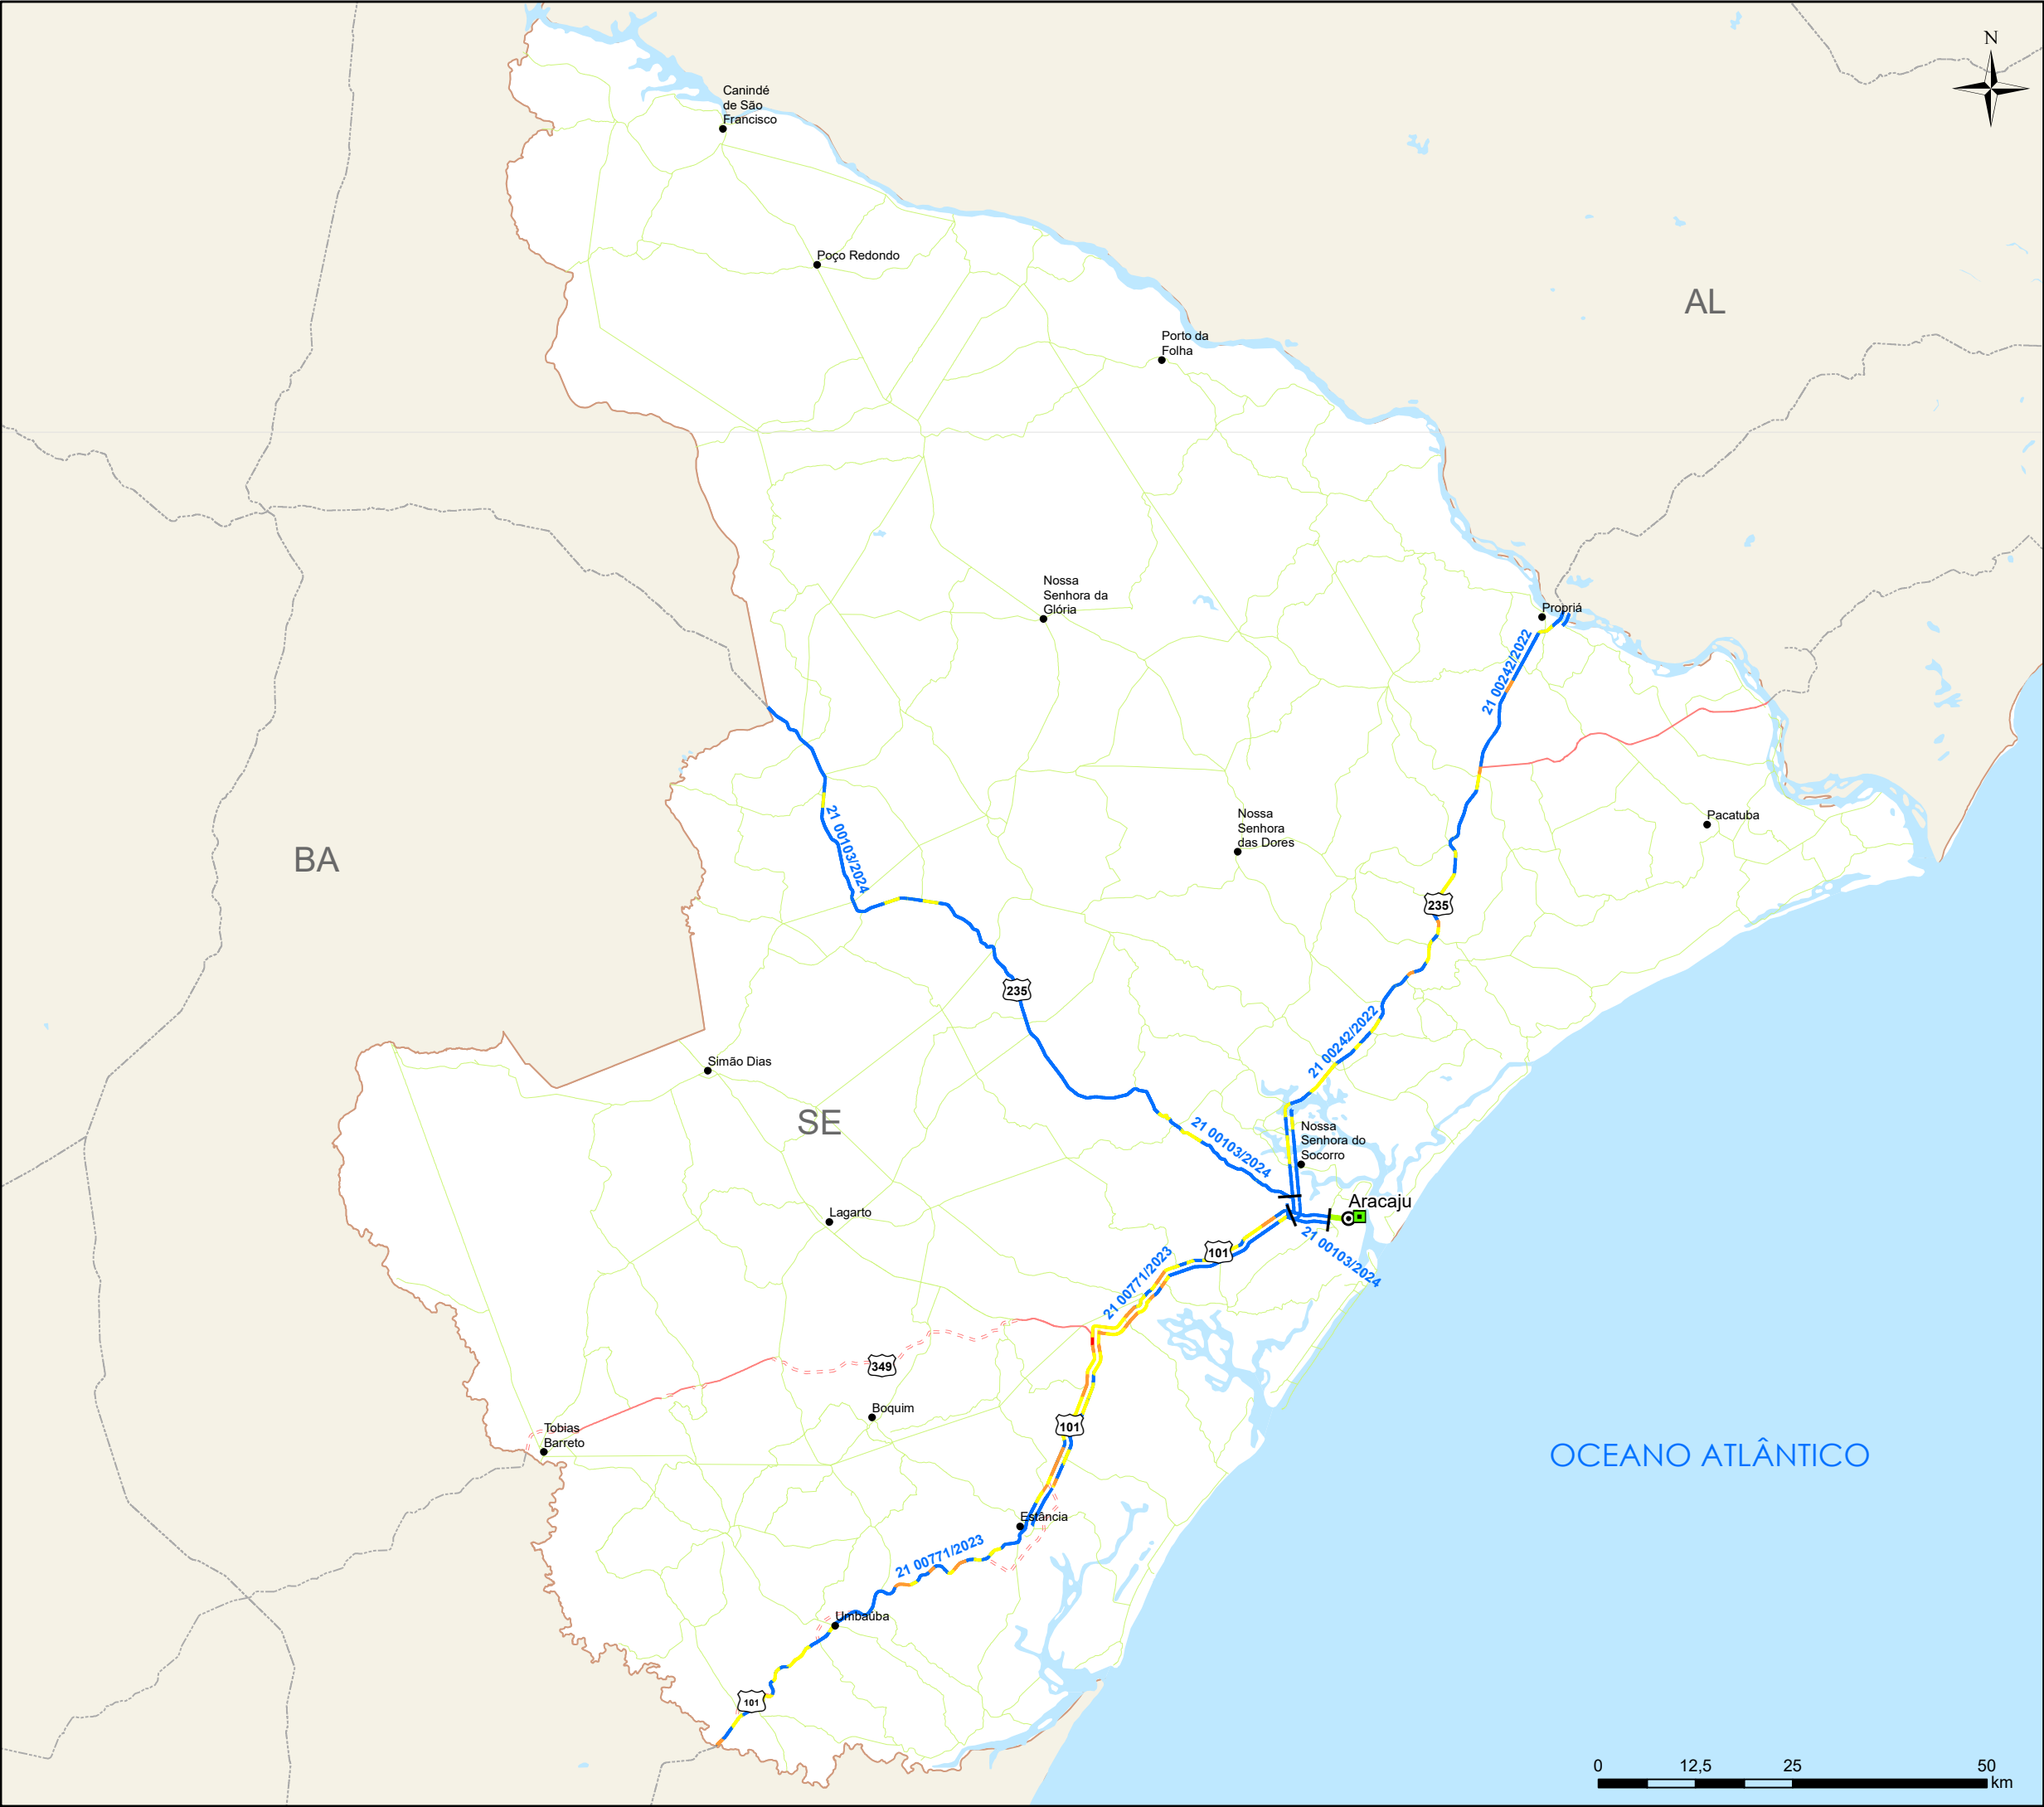 N
Canindé
de São
Francisco
Poço Redondo
AL
Porto da
Folha
Nossa
Senhora da
Glória
Propriá
21 00242/2022
21 00103/2024
Nossa
Senhora
das Dores
Pacatuba
BA
235
235
21 00242/2022
Simão Dias
SE
21 00103/2024
Nossa
Senhora do
Socorro
Aracaju
Lagarto
101
21 00103/2024
21 00771/2023
349
Boquim
101
Tobias
Barreto
OCEANO ATLÂNTICO
Estância
21 00771/2023
Umbaúba
101
0 12,5 25 50
km